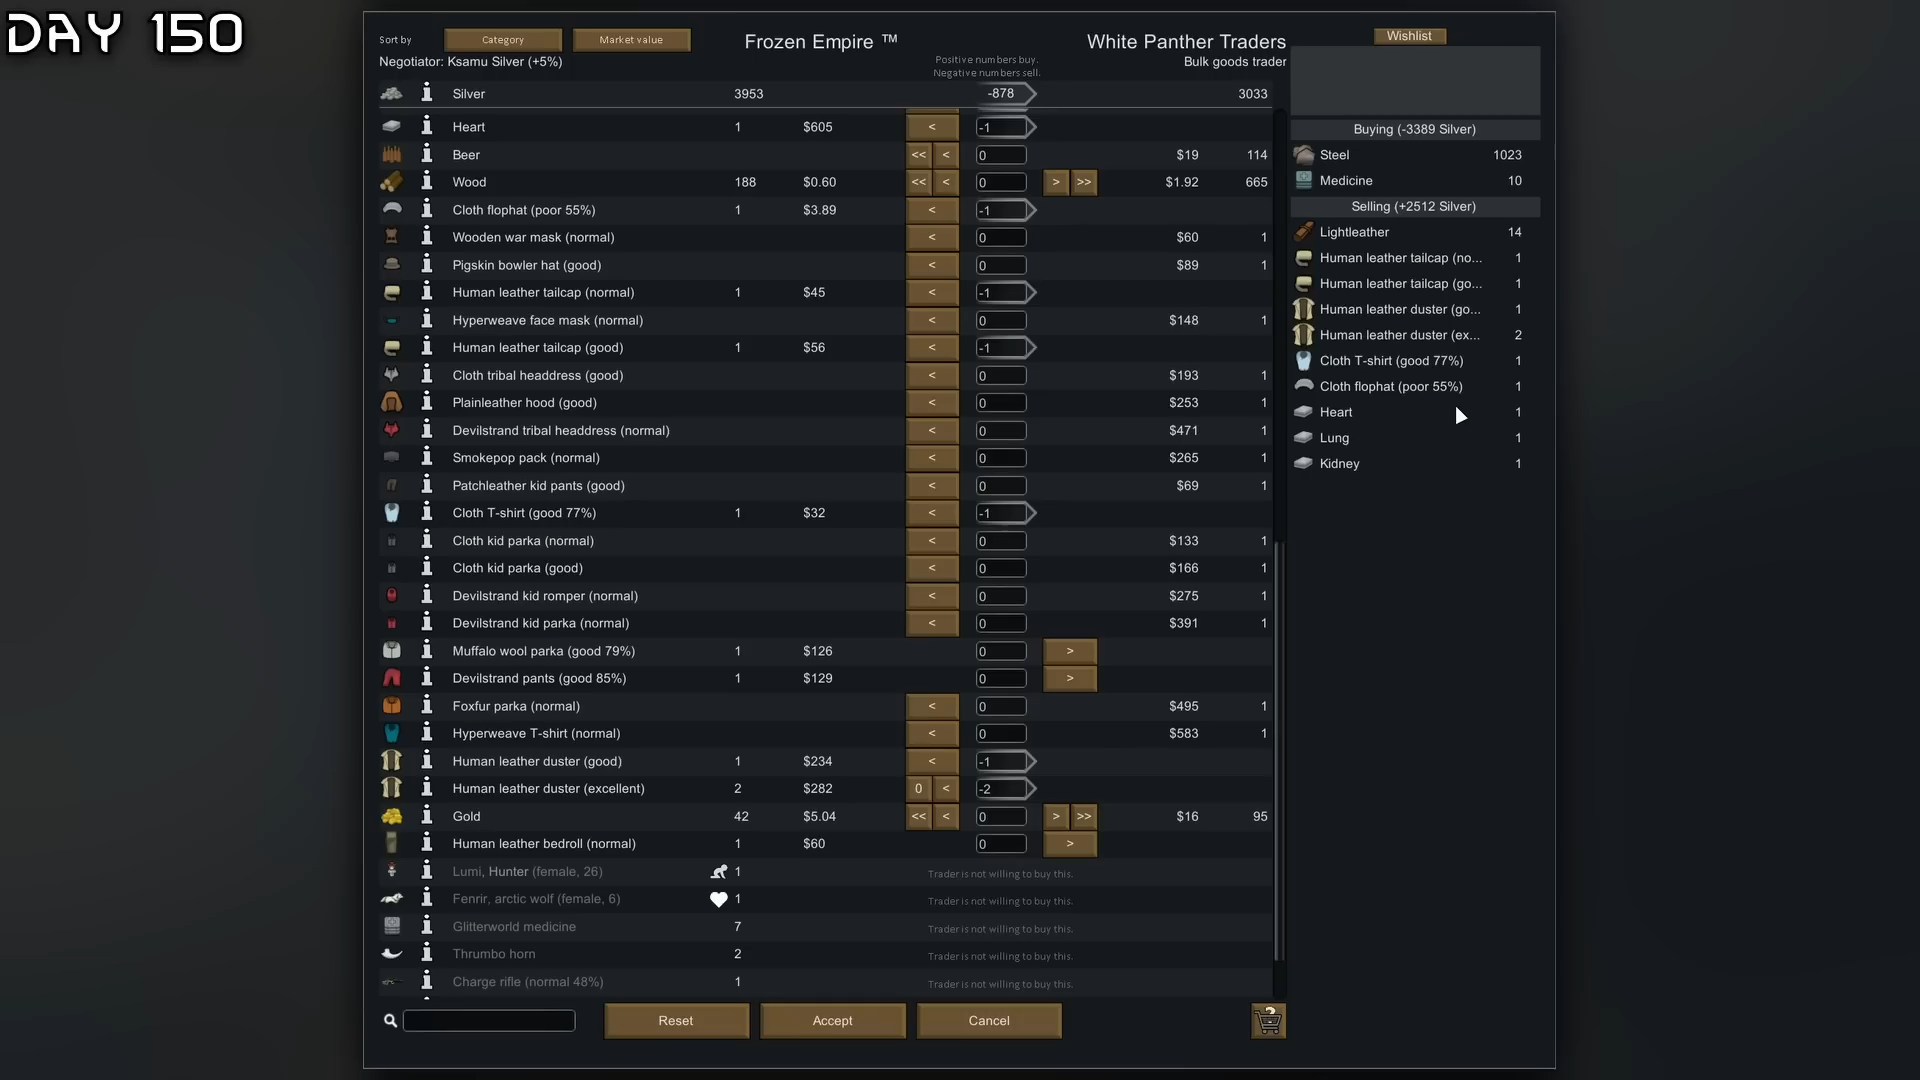 DAY 150
Sort by
Category
Market value
Frozen Empire ™
White Panther Traders
Wishlist
Negotiator: Ksamu Silver (+5%)
Positive numbers buy.
Negative numbers sell.
Bulk goods trader
Silver 3953 -878 3033
Heart 1 $605 < -1
Beer << < 0 $19 114
Wood 188 $0.60 << < 0 > >> $1.92 665
Cloth flophat (poor 55%) 1 $3.89 < -1
Wooden war mask (normal) < 0 $60 1
Pigskin bowler hat (good) < 0 $89 1
Human leather tailcap (normal) 1 $45 < -1
Hyperweave face mask (normal) < 0 $148 1
Human leather tailcap (good) 1 $56 < -1
Cloth tribal headdress (good) < 0 $193 1
Plainleather hood (good) < 0 $253 1
Devilstrand tribal headdress (normal) < 0 $471 1
Smokepop pack (normal) < 0 $265 1
Patchleather kid pants (good) < 0 $69 1
Cloth T-shirt (good 77%) 1 $32 < -1
Cloth kid parka (normal) < 0 $133 1
Cloth kid parka (good) < 0 $166 1
Devilstrand kid romper (normal) < 0 $275 1
Devilstrand kid parka (normal) < 0 $391 1
Muffalo wool parka (good 79%) 1 $126 0 >
Devilstrand pants (good 85%) 1 $129 0 >
Foxfur parka (normal) < 0 $495 1
Hyperweave T-shirt (normal) < 0 $583 1
Human leather duster (good) 1 $234 < -1
Human leather duster (excellent) 2 $282 0 < -2
Gold 42 $5.04 << < 0 > >> $16 95
Human leather bedroll (normal) 1 $60 0 >
Lumi, Hunter (female, 26) 1 Trader is not willing to buy this.
Fenrir, arctic wolf (female, 6) 1 Trader is not willing to buy this.
Glitterworld medicine 7 Trader is not willing to buy this.
Thrumbo horn 2 Trader is not willing to buy this.
Charge rifle (normal 48%) 1 Trader is not willing to buy this.
Reset
Accept
Cancel
Buying (-3389 Silver)
Steel 1023
Medicine 10
Selling (+2512 Silver)
Lightleather 14
Human leather tailcap (no... 1
Human leather tailcap (go... 1
Human leather duster (go... 1
Human leather duster (ex... 2
Cloth T-shirt (good 77%) 1
Cloth flophat (poor 55%) 1
Heart 1
Lung 1
Kidney 1